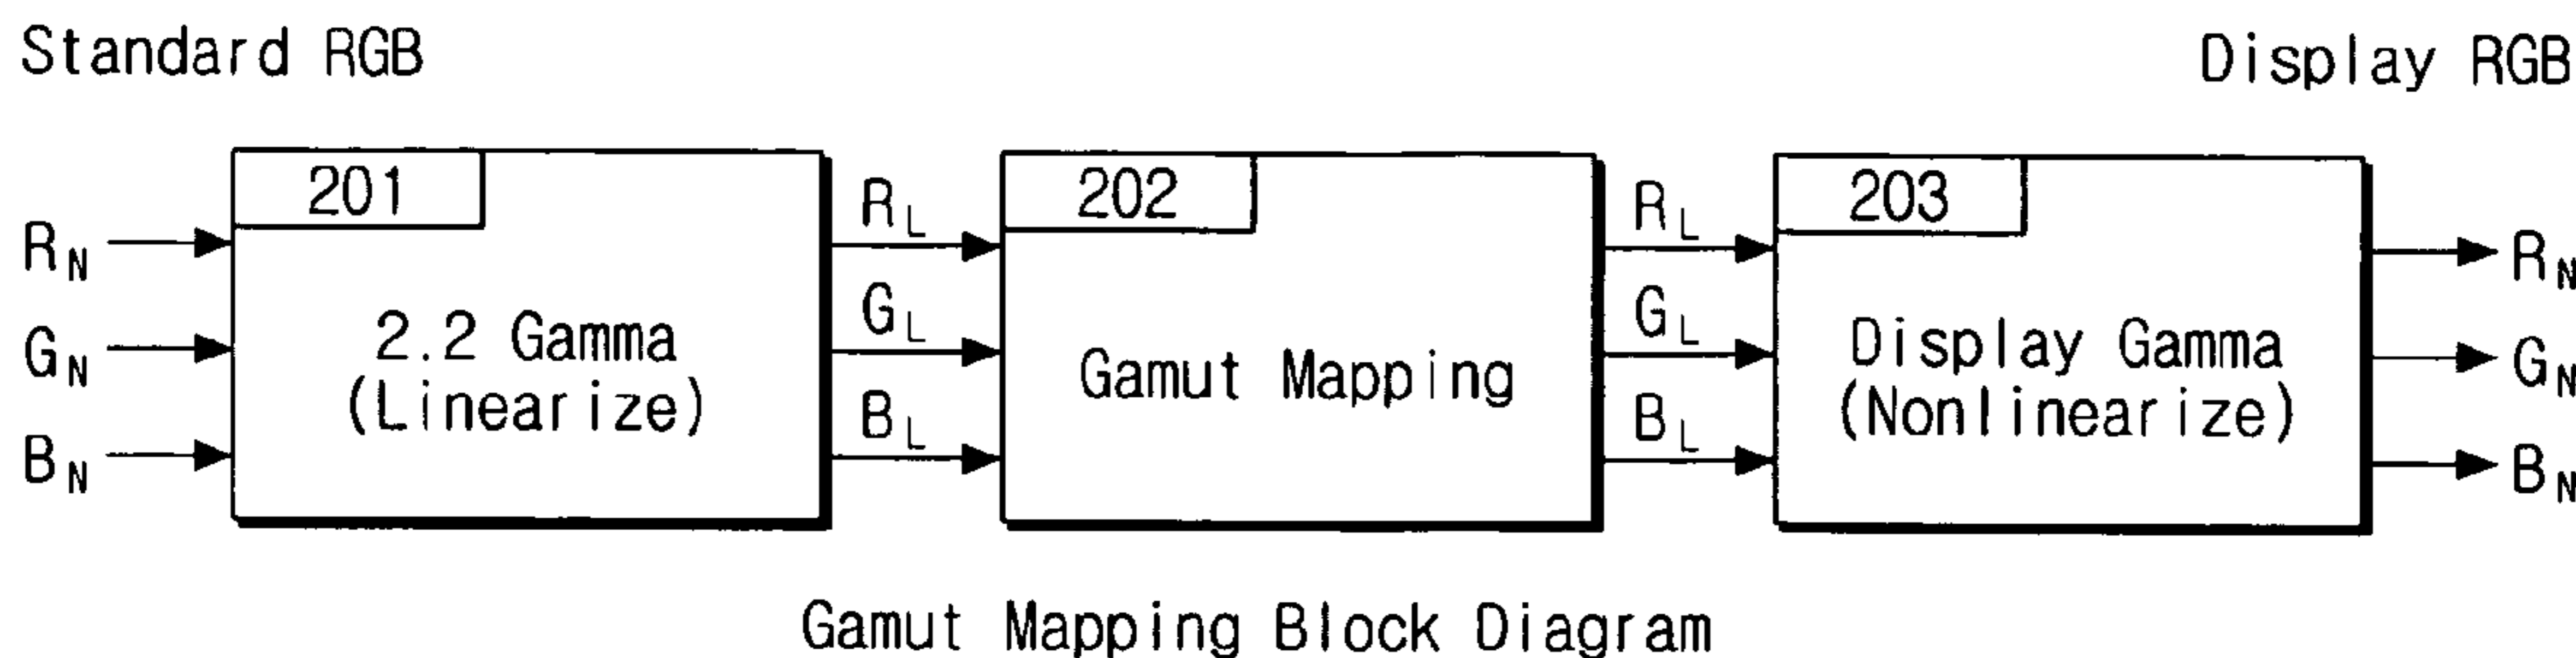 Standard RGB
Display RGB
201
R_N
G_N
B_N
2.2 Gamma
(Linearize)
R_L
G_L
B_L
202
Gamut Mapping
R_L
G_L
B_L
203
Display Gamma
(Nonlinearize)
R_N
G_N
B_N
Gamut Mapping Block Diagram